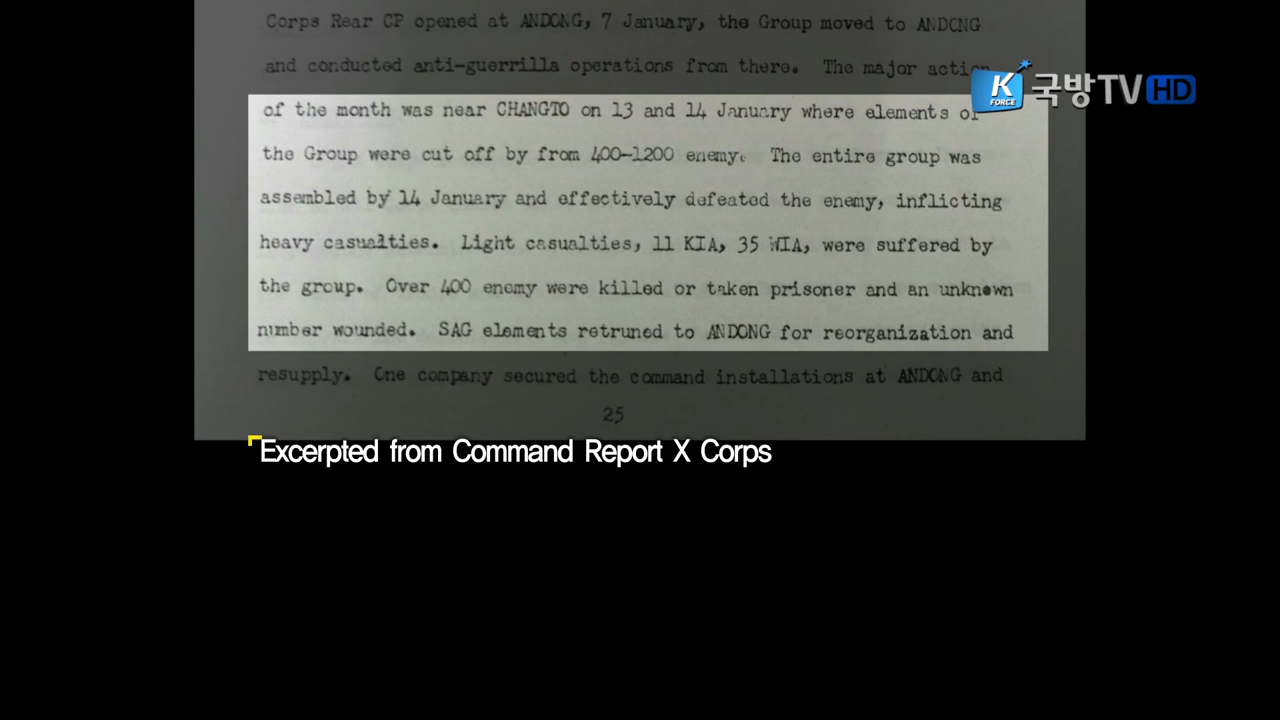 Corps Rear CP opened at ANDONG, 7 January, the Group moved to ANDONG
and conducted anti-guerrilla operations from there. The major action
K FORCE 국방TV HD
of the month was near CHANGTO on 13 and 14 January where elements of
the Group were cut off by from 400-1200 enemy. The entire group was
assembled by 14 January and effectively defeated the enemy, inflicting
heavy casualties. Light casualties, 11 KIA, 35 WIA, were suffered by
the group. Over 400 enemy were killed or taken prisoner and an unknown
number wounded. SAG elements retruned to ANDONG for reorganization and
resupply. One company secured the command installations at ANDONG and
25
Excerpted from Command Report X Corps